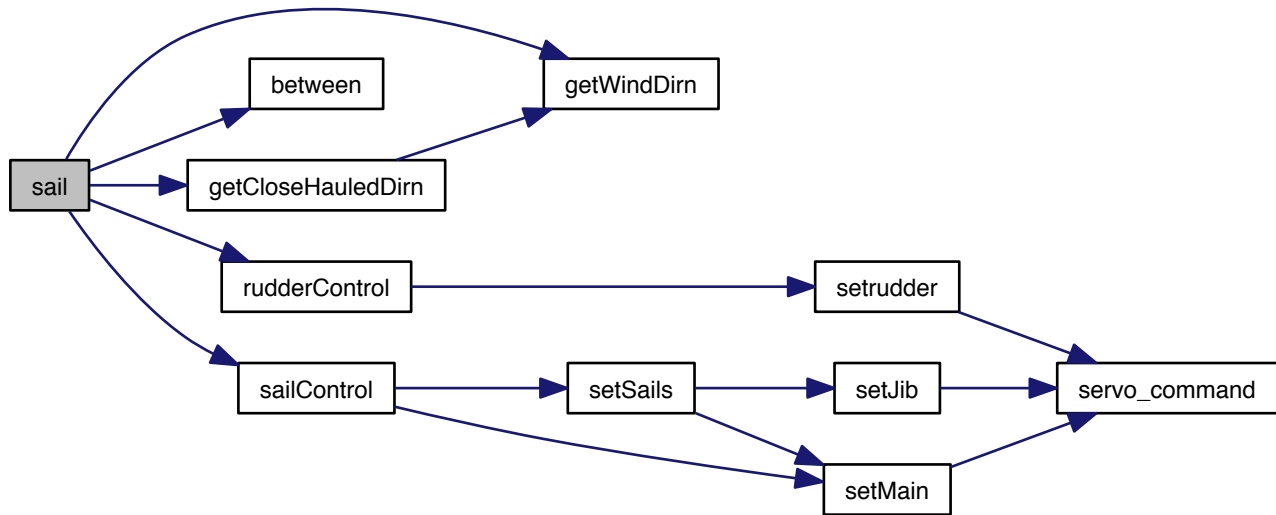 between
getWindDirn
sail
getCloseHauledDirn
rudderControl
setrudder
sailControl
setSails
setJib
servo_command
setMain